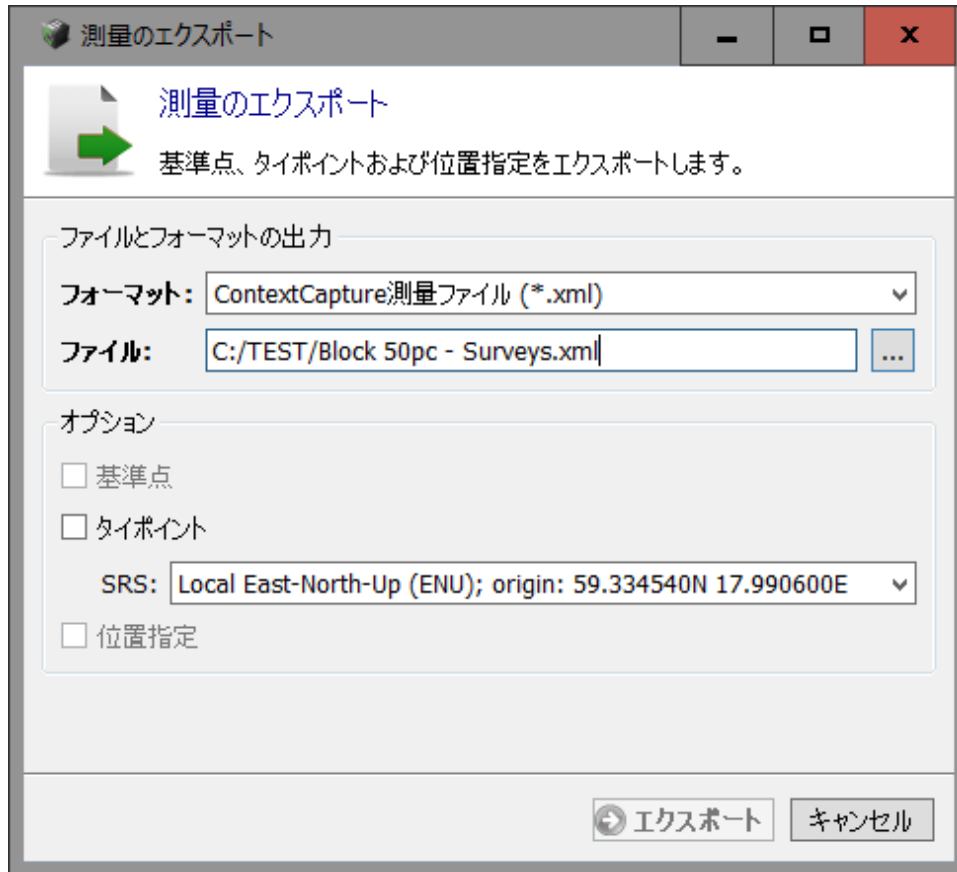 測量のエクスポート
測量のエクスポート
基準点、タイポイントおよび位置指定をエクスポートします。
ファイルとフォーマットの出力
フォーマット: ContextCapture測量ファイル (*.xml)
ファイル: C:/TEST/Block 50pc - Surveys.xml ...
オプション
基準点
タイポイント
SRS: Local East-North-Up (ENU); origin: 59.334540N 17.990600E
位置指定
エクスポート キャンセル